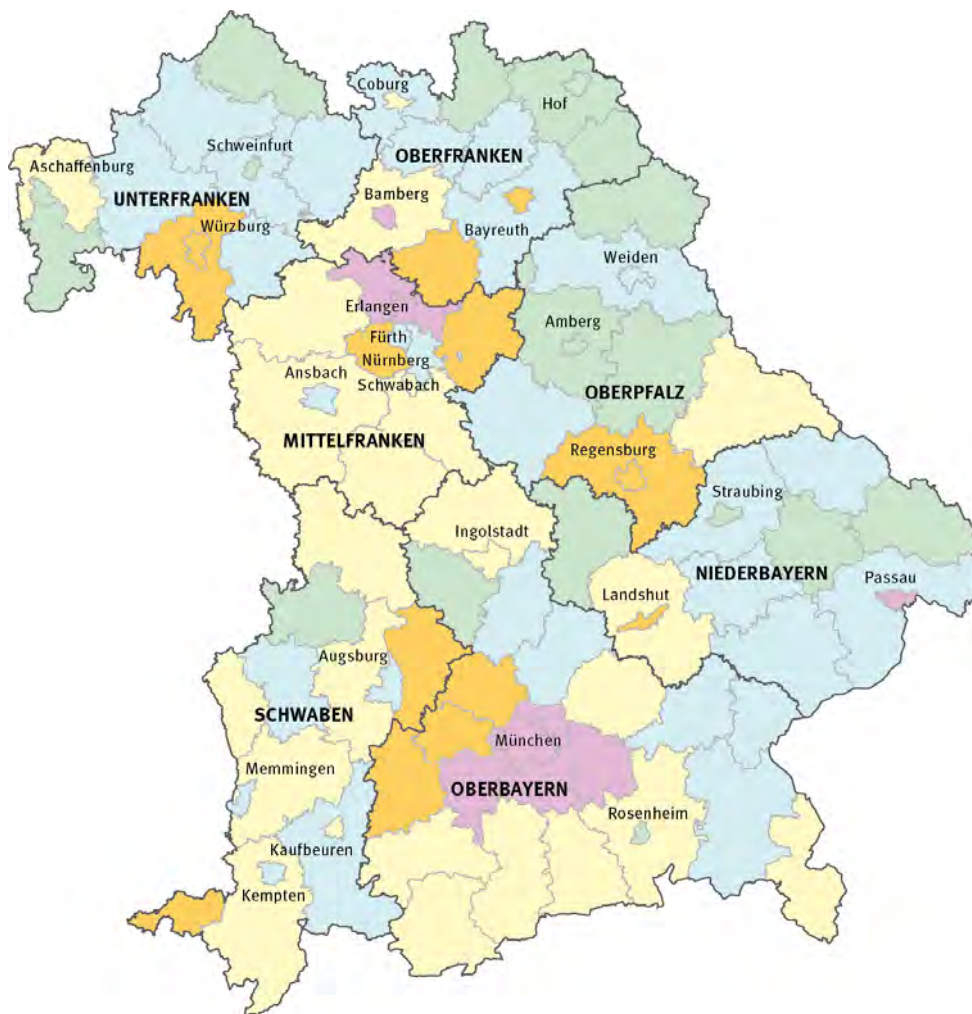 Coburg
Hof
Schweinfurt
OBERFRANKEN
Aschaffenburg
UNTERFRANKEN
Bamberg
Würzburg
Bayreuth
Weiden
Erlangen
Amberg
Fürth
Nürnberg
Ansbach
Schwabach
OBERPFALZ
MITTELFRANKEN
Regensburg
Straubing
Ingolstadt
NIEDERBAYERN
Passau
Landshut
Augsburg
SCHWABEN
München
Memmingen
OBERBAYERN
Rosenheim
Kaufbeuren
Kempten